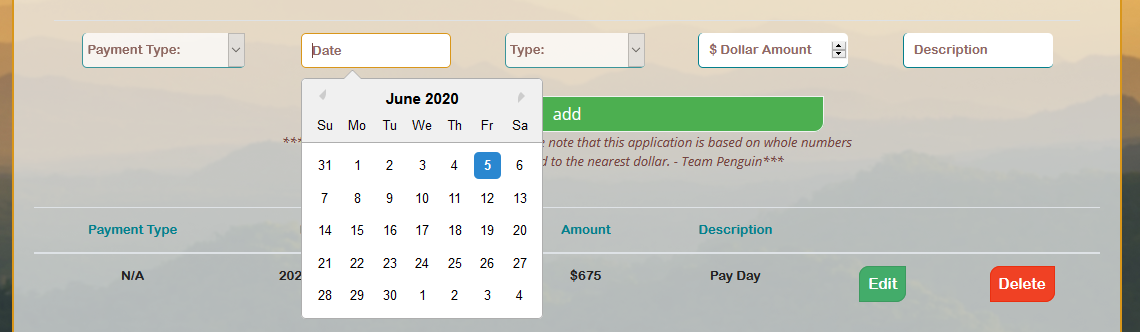 Payment Type: Date Type: $ Dollar Amount Description
June 2020
add
Su Mo Tu We Th Fr Sa
*** note that this application is based on whole numbers
to the nearest dollar. - Team Penguin***
31 1 2 3 4 5 6
7 8 9 10 11 12 13
14 15 16 17 18 19 20
21 22 23 24 25 26 27
28 29 30 1 2 3 4
Payment Type Amount Description
N/A 202 $675 Pay Day Edit Delete